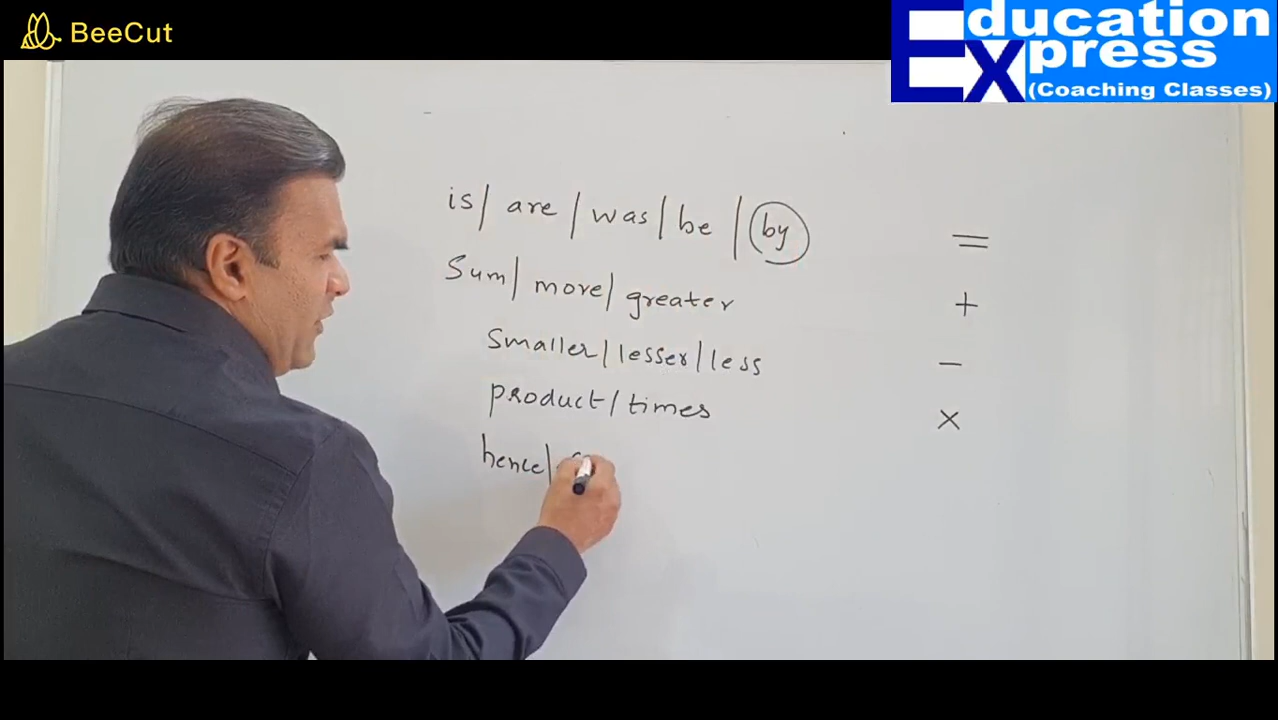 BeeCut
Education
Express
(Coaching Classes)
is/ are / was / be / by =
Sum/ more/ greater +
Smaller / lesser / less -
product / times ×
hence/